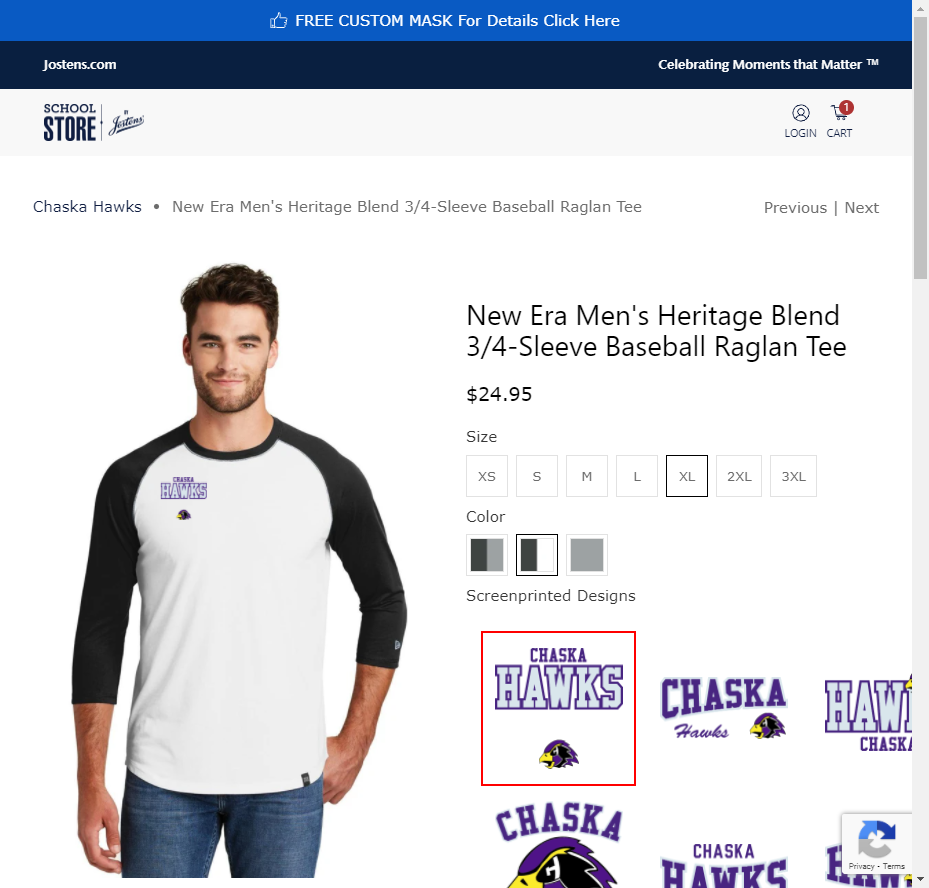 FREE CUSTOM MASK For Details Click Here
Jostens.com
Celebrating Moments that Matter ™
SCHOOL
STORE
BY
Jostens
1
LOGIN
CART
Chaska Hawks • New Era Men's Heritage Blend 3/4-Sleeve Baseball Raglan Tee
Previous | Next
New Era Men's Heritage Blend
3/4-Sleeve Baseball Raglan Tee
$24.95
Size
XS
S
M
L
XL
2XL
3XL
Color
Screenprinted Designs
CHASKA
HAWKS
CHASKA
HAWKS
CHASKA
Hawks
HAW
CHASKA
CHASKA
CHASKA
HAWKS
Privacy - Terms